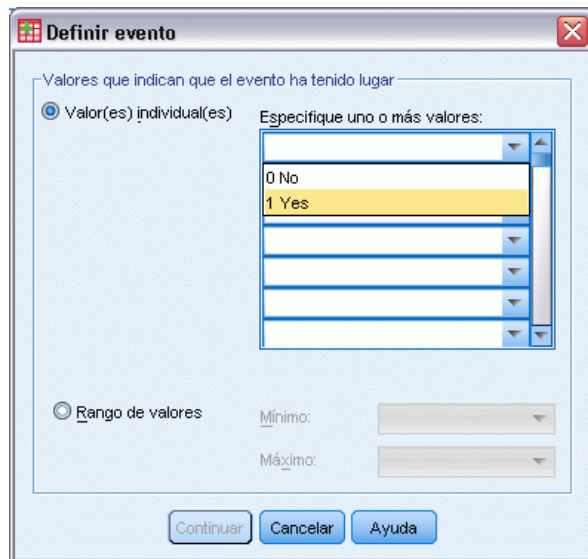 Definir evento
Valores que indican que el evento ha tenido lugar
Valor(es) individual(es)
Especifique uno o más valores:
0 No
1 Yes
Rango de valores
Mínimo:
Máximo:
Continuar
Cancelar
Ayuda